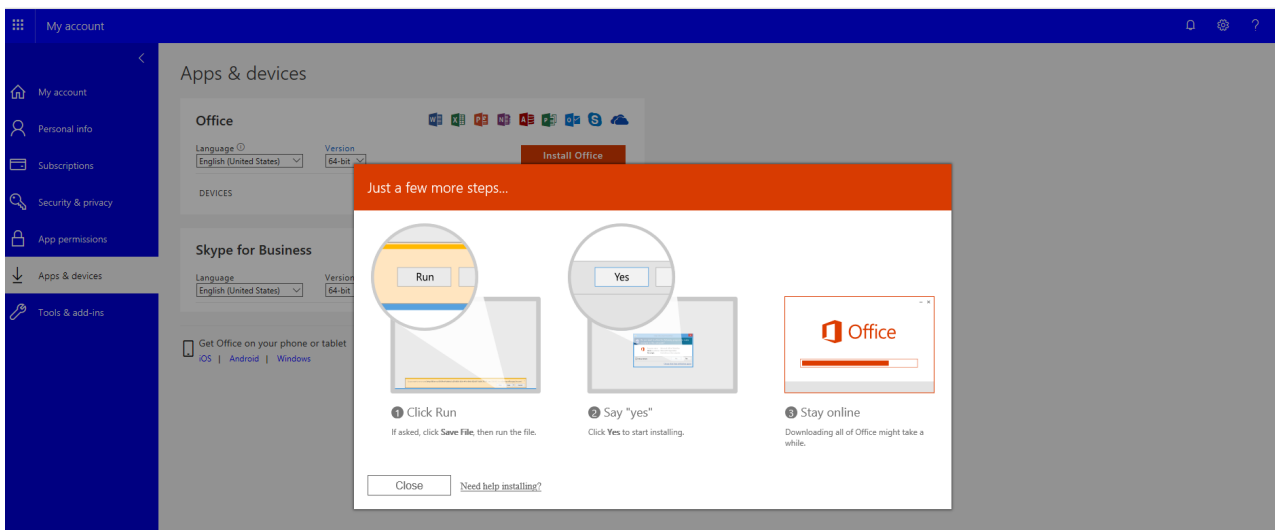 My account
?
My account
Personal info
Subscriptions
Security & privacy
App permissions
Apps & devices
Tools & add-ins
Apps & devices
Office
Language
Version
English (United States)
64-bit
Install Office
DEVICES
Skype for Business
Language
Version
English (United States)
64-bit
Get Office on your phone or tablet
iOS | Android | Windows
Just a few more steps...
Run
Yes
Office
1 Click Run
If asked, click Save File, then run the file.
2 Say "yes"
Click Yes to start installing.
3 Stay online
Downloading all of Office might take a
while.
Close
Need help installing?